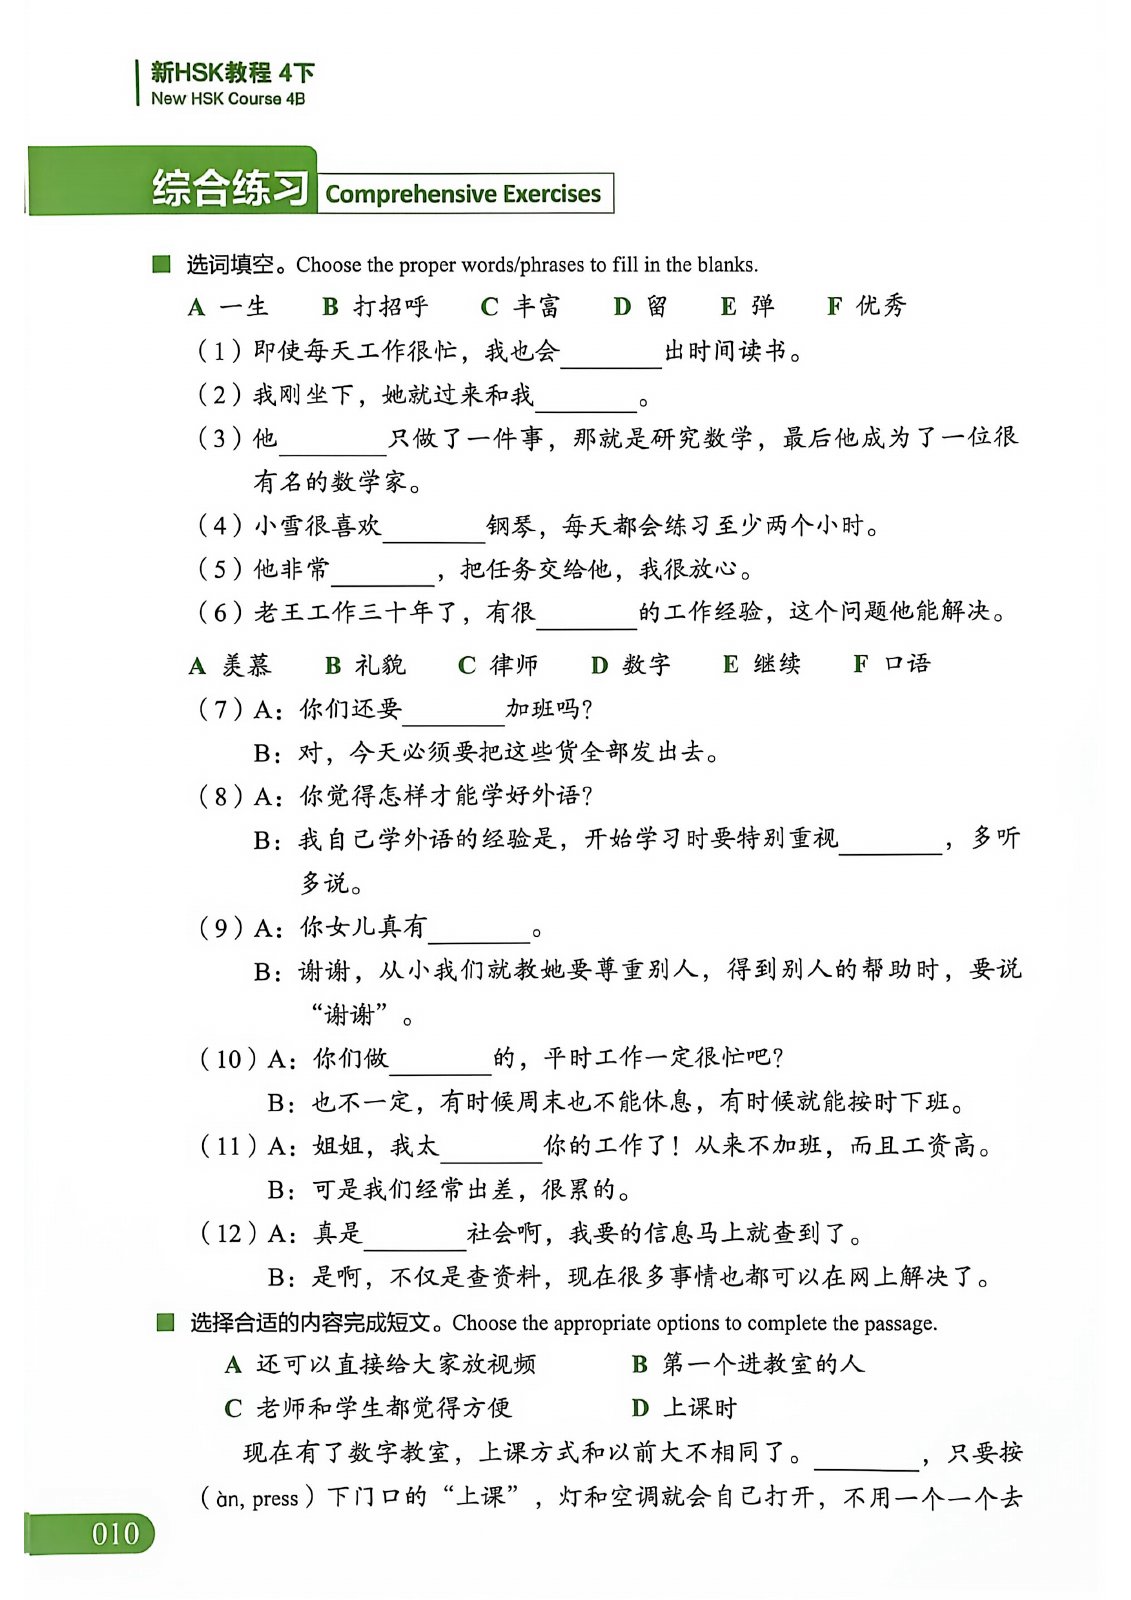 新HSK教程 4下
New HSK Course 4B
综合练习 Comprehensive Exercises
■ 选词填空。Choose the proper words/phrases to fill in the blanks.
A 一生 B 打招呼 C 丰富 D 留 E 弹 F 优秀
（1）即使每天工作很忙，我也会________出时间读书。
（2）我刚坐下，她就过来和我________。
（3）他________只做了一件事，那就是研究数学，最后他成为了一位很
有名的数学家。
（4）小雪很喜欢________钢琴，每天都会练习至少两个小时。
（5）他非常________，把任务交给他，我很放心。
（6）老王工作三十年了，有很________的工作经验，这个问题他能解决。
A 羡慕 B 礼貌 C 律师 D 数字 E 继续 F 口语
（7）A：你们还要________加班吗？
B：对，今天必须要把这些货全部发出去。
（8）A：你觉得怎样才能学好外语？
B：我自己学外语的经验是，开始学习时要特别重视________，多听
多说。
（9）A：你女儿真有________。
B：谢谢，从小我们就教她要尊重别人，得到别人的帮助时，要说
“谢谢”。
（10）A：你们做________的，平时工作一定很忙吧？
B：也不一定，有时候周末也不能休息，有时候就能按时下班。
（11）A：姐姐，我太________你的工作了！从来不加班，而且工资高。
B：可是我们经常出差，很累的。
（12）A：真是________社会啊，我要的信息马上就查到了。
B：是啊，不仅是查资料，现在很多事情也都可以在网上解决了。
■ 选择合适的内容完成短文。Choose the appropriate options to complete the passage.
A 还可以直接给大家放视频 B 第一个进教室的人
C 老师和学生都觉得方便 D 上课时
现在有了数字教室，上课方式和以前大不相同了。________，只要按
（àn, press）下门口的“上课”，灯和空调就会自己打开，不用一个一个去
010